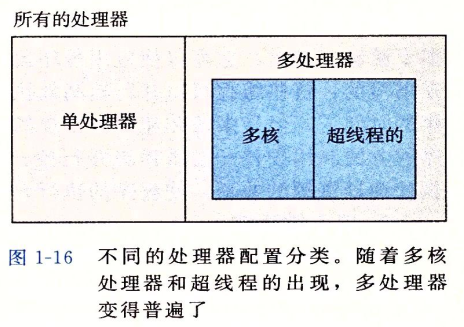 所有的处理器
多处理器
单处理器
多核
超线程的
图 1-16 不同的处理器配置分类。随着多核
处理器和超线程的出现，多处理器
变得普遍了